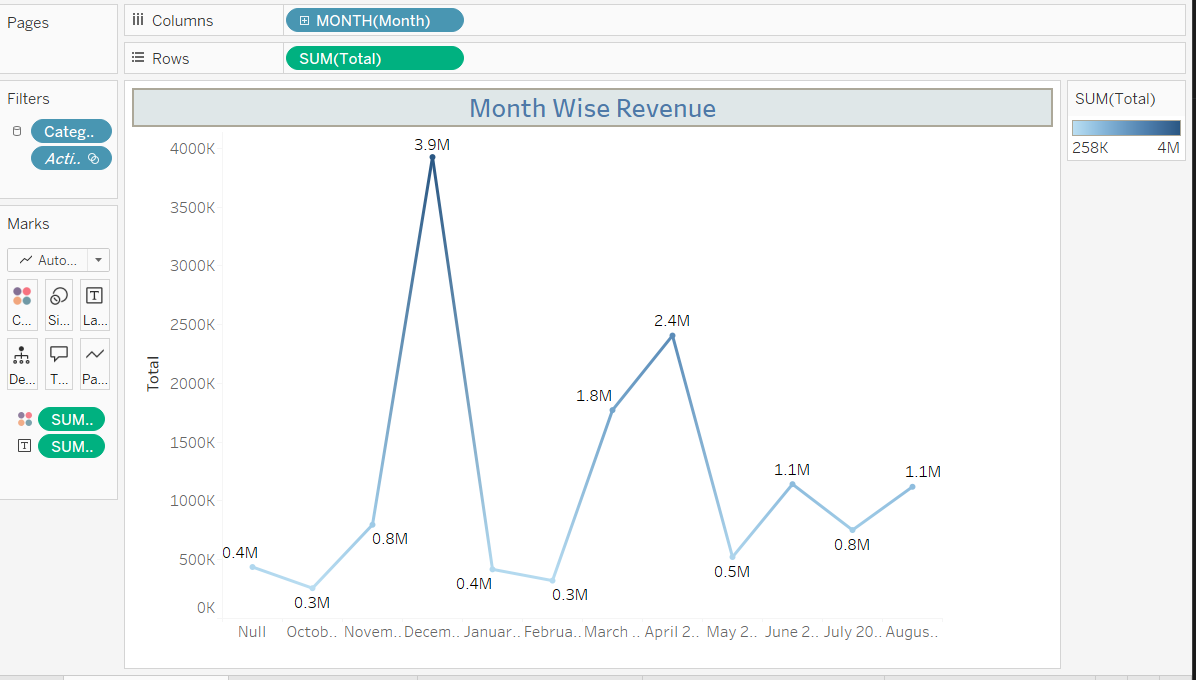 Pages
Columns
MONTH(Month)
Rows
SUM(Total)
Filters
Categ..
Acti..
Marks
Auto...
C...
Si...
La...
De...
T...
Pa...
SUM..
SUM..
Month Wise Revenue
4000K
3500K
3000K
2500K
2000K
1500K
1000K
500K
0K
Total
0.4M
0.3M
0.8M
3.9M
0.4M
0.3M
1.8M
2.4M
0.5M
1.1M
0.8M
1.1M
Null
Octob..
Novem..
Decem..
Januar..
Februa..
March ..
April 2..
May 2..
June 2..
July 20..
Augus..
SUM(Total)
258K
4M